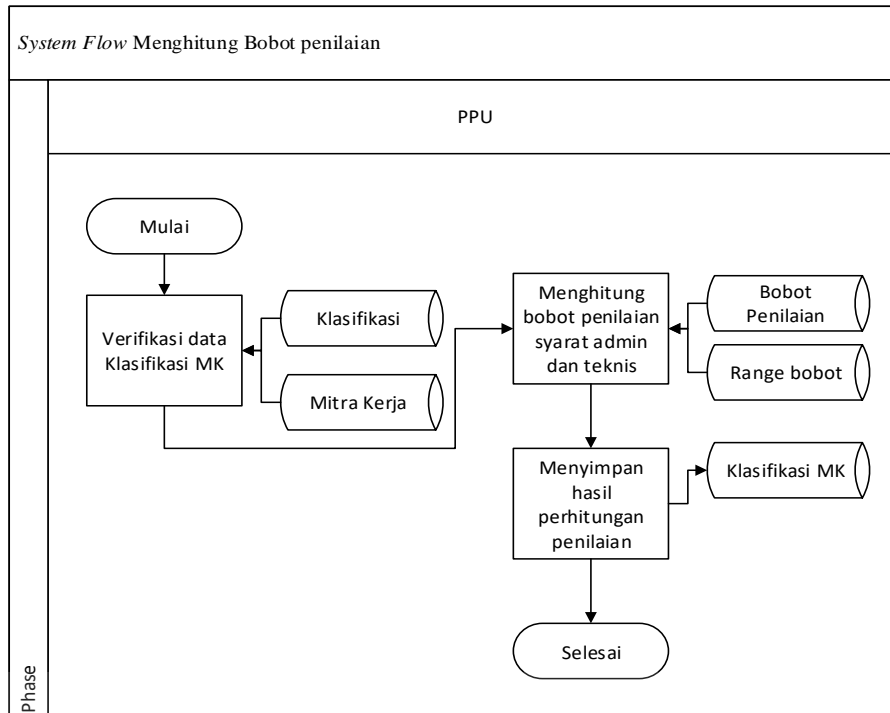 System Flow Menghitung Bobot penilaian
PPU
Phase
Mulai
Verifikasi data
Klasifikasi MK
Klasifikasi
Mitra Kerja
Menghitung
bobot penilaian
syarat admin
dan teknis
Bobot
Penilaian
Range bobot
Menyimpan
hasil
perhitungan
penilaian
Klasifikasi MK
Selesai